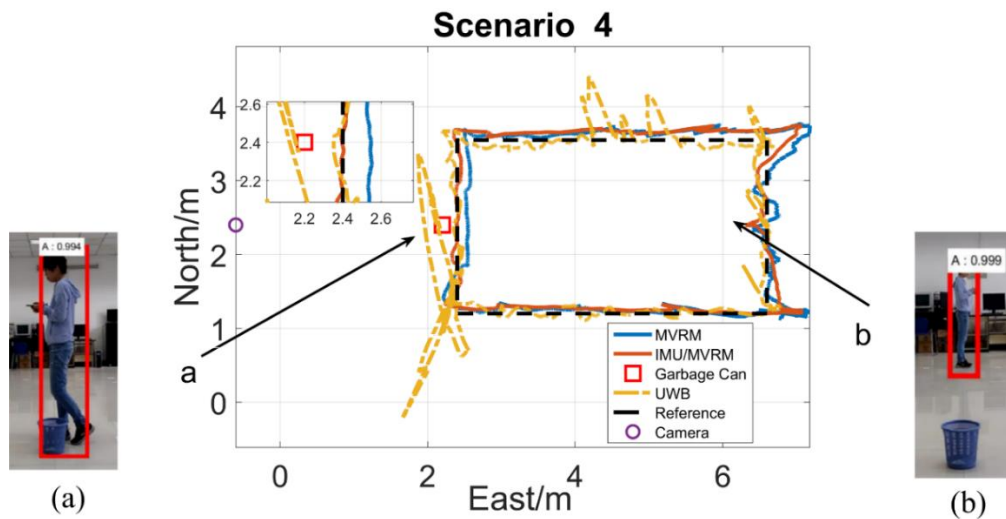 Scenario 4
4
3
2
1
0
North/m
2.6
2.4
2.2
2.2 2.4 2.6
A : 0.994
A : 0.999
a
b
MVRM
IMU/MVRM
Garbage Can
UWB
Reference
Camera
0 2 4 6
East/m
(a)
(b)